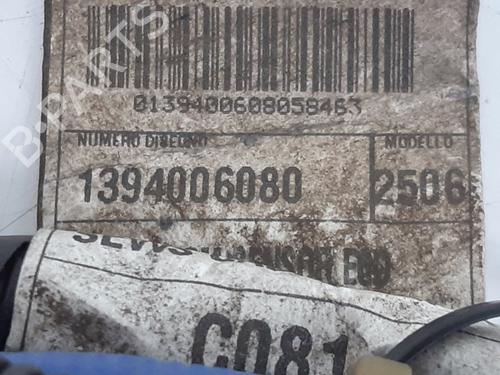 0139400608058463
NUMERO DISEGNO
MODELLO
1394006080
2506
C081
B-PARTS